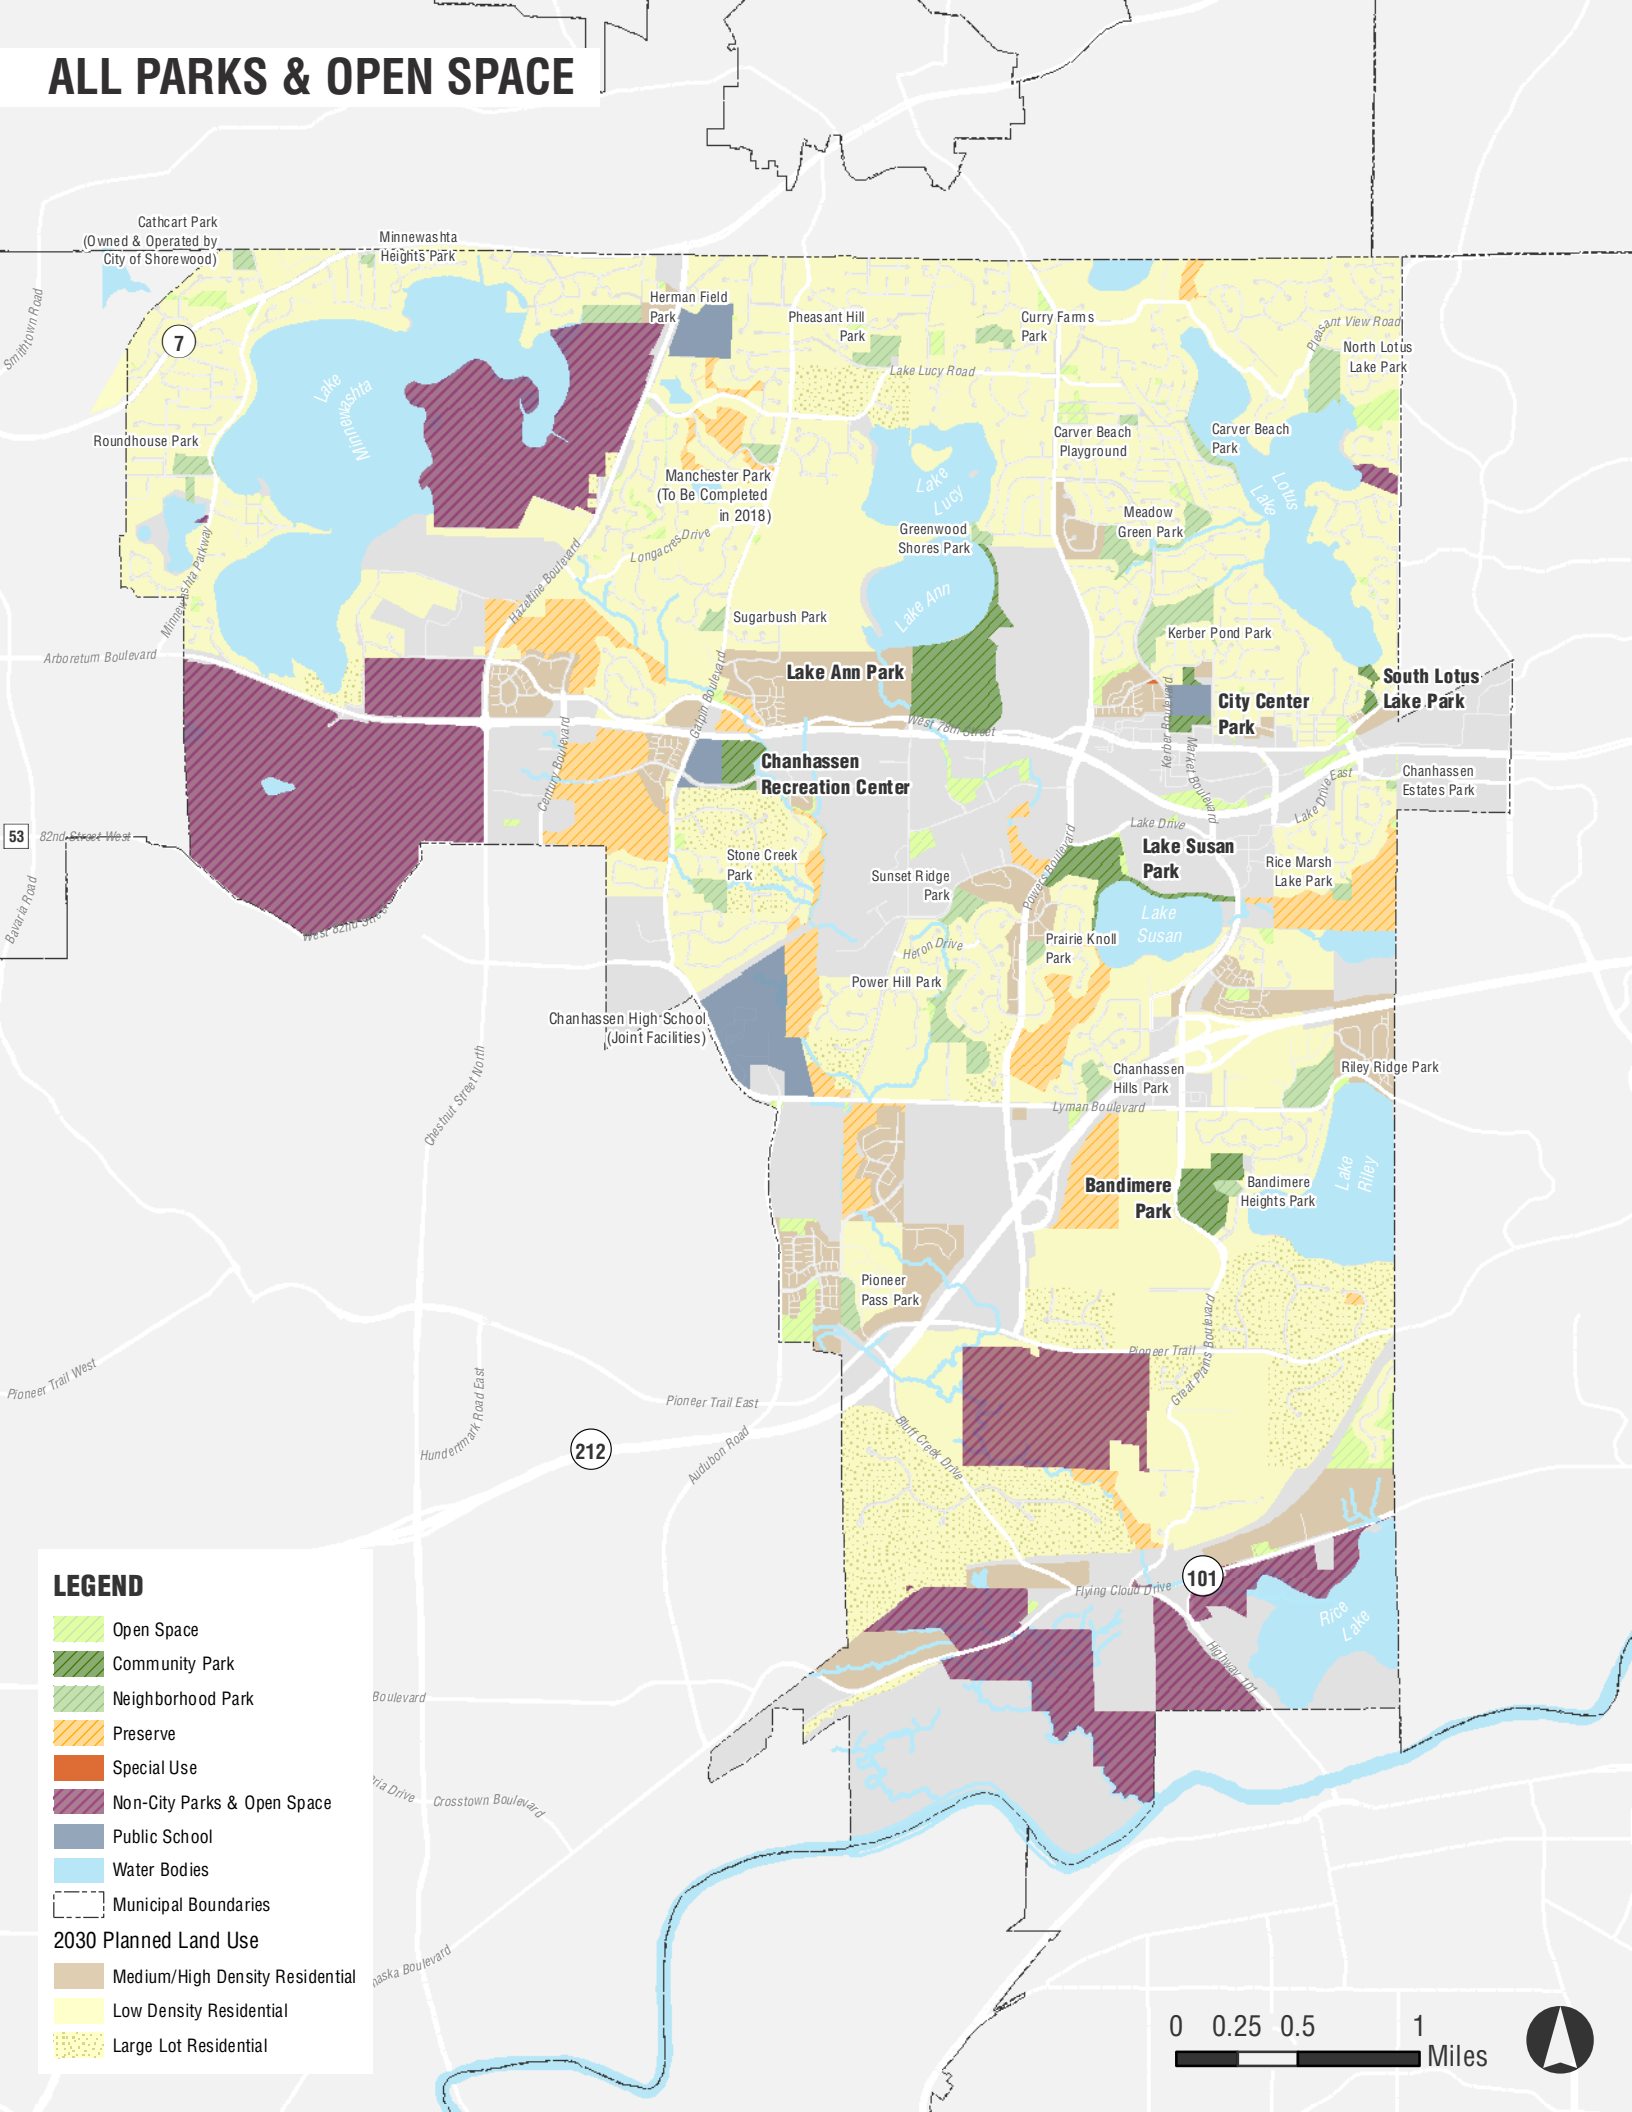 ALL PARKS & OPEN SPACE
Cathcart Park
(Owned & Operated by
City of Shorewood)
Minnewashta
Heights Park
Smithtown Road
7
Herman Field
Park
Pheasant Hill
Park
Curry Farms
Park
Pleasant View Road
North Lotus
Lake Park
Lake
Minnewashta
Lake Lucy Road
Roundhouse Park
Carver Beach
Playground
Carver Beach
Park
Manchester Park
(To Be Completed
in 2018)
Lake
Lucy
Lotus
Lake
Greenwood
Shores Park
Meadow
Green Park
Longacres Drive
Hazeltine Boulevard
Minnewashta Parkway
Lake Ann
Sugarbush Park
Kerber Pond Park
Arboretum Boulevard
Lake Ann Park
South Lotus
Lake Park
City Center
Park
Galpin Boulevard
West 78th Street
Kerber Boulevard
Market Boulevard
Century Boulevard
Chanhassen
Recreation Center
Chanhassen
Estates Park
Lake Drive East
53
82nd Street West
Lake Drive
Lake Susan
Park
Powers Boulevard
Stone Creek
Park
Sunset Ridge
Park
Rice Marsh
Lake Park
Bavaria Road
West 82nd Street
Lake
Susan
Heron Drive
Prairie Knoll
Park
Power Hill Park
Chanhassen High School
(Joint Facilities)
Chanhassen
Hills Park
Riley Ridge Park
Chestnut Street North
Lyman Boulevard
Lake
Riley
Bandimere
Park
Bandimere
Heights Park
Pioneer
Pass Park
Great Plains Boulevard
Pioneer Trail
Pioneer Trail West
Hundertmark Road East
Pioneer Trail East
Audubon Road
Bluff Creek Drive
212
101
Flying Cloud Drive
Rice
Lake
Highway 101
Boulevard
ria Drive
Crosstown Boulevard
aska Boulevard
LEGEND
Open Space
Community Park
Neighborhood Park
Preserve
Special Use
Non-City Parks & Open Space
Public School
Water Bodies
Municipal Boundaries
2030 Planned Land Use
Medium/High Density Residential
Low Density Residential
Large Lot Residential
0 0.25 0.5 1
Miles